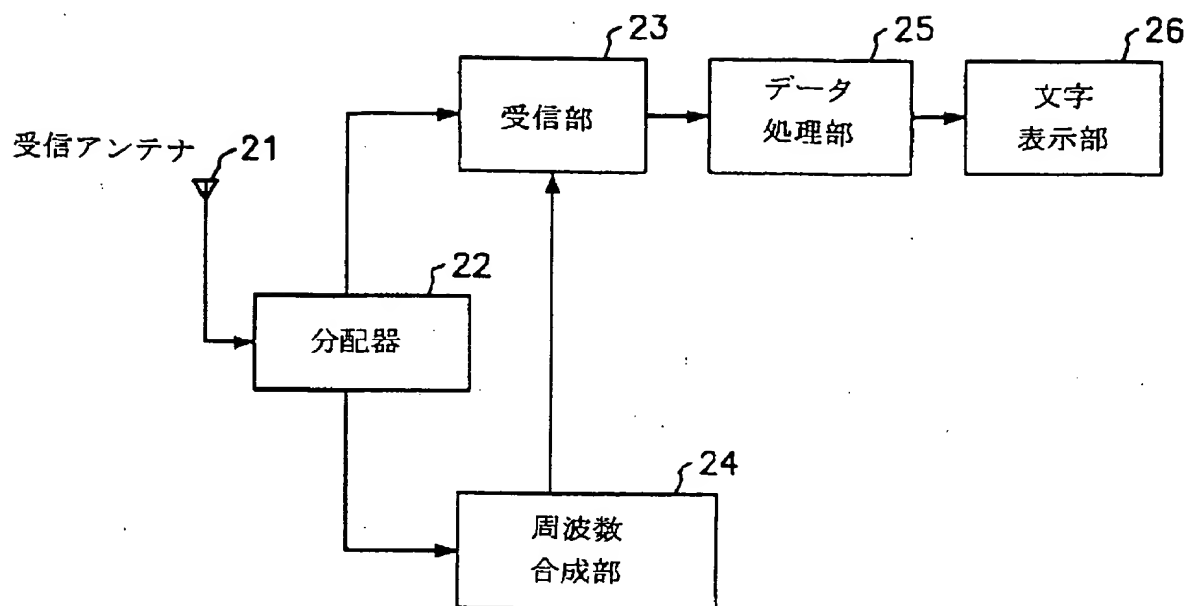 23
25
26
受信部
データ
処理部
文字
表示部
受信アンテナ 21
22
分配器
24
周波数
合成部